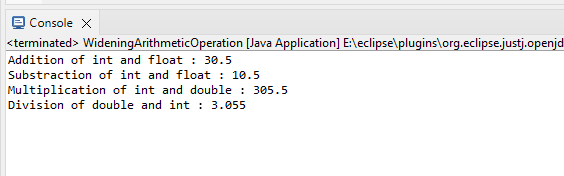 Console
<terminated> WideningArithmeticOperation [Java Application] E:\eclipse\plugins\org.eclipse.justj.openjd
Addition of int and float : 30.5
Substraction of int and float : 10.5
Multiplication of int and double : 305.5
Division of double and int : 3.055